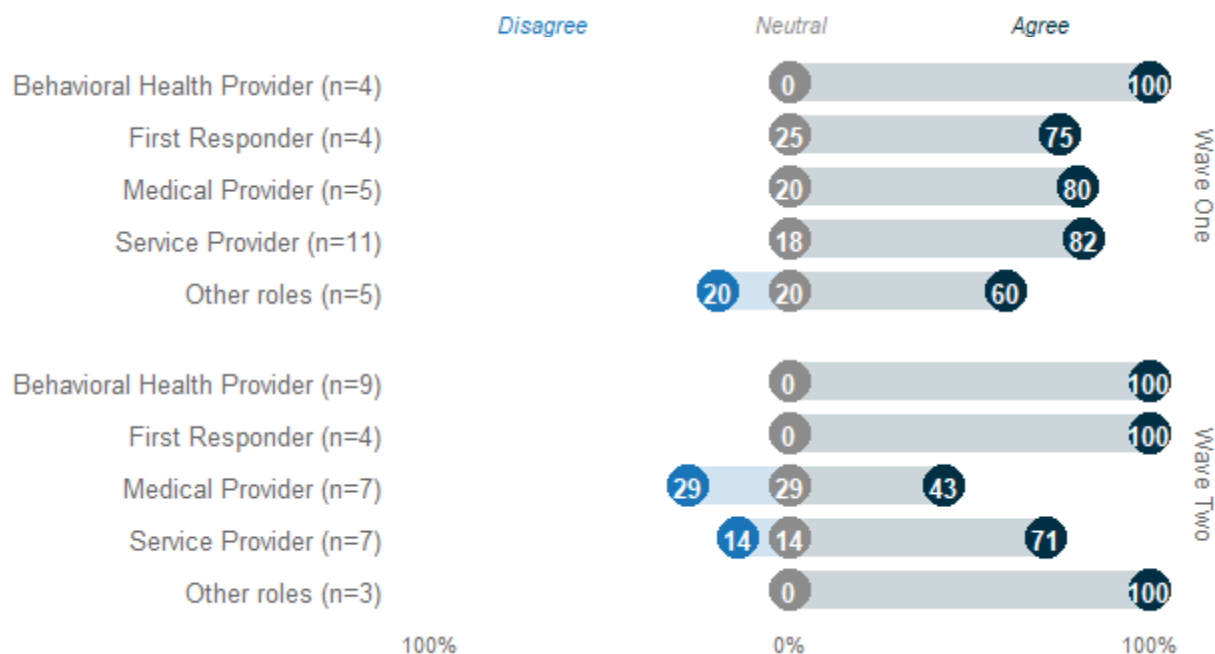 Disagree Neutral Agree
Behavioral Health Provider (n=4) 0 100
First Responder (n=4) 25 75
Medical Provider (n=5) 20 80
Service Provider (n=11) 18 82
Other roles (n=5) 20 20 60
Wave One
Behavioral Health Provider (n=9) 0 100
First Responder (n=4) 0 100
Medical Provider (n=7) 29 29 43
Service Provider (n=7) 14 14 71
Other roles (n=3) 0 100
Wave Two
100% 0% 100%